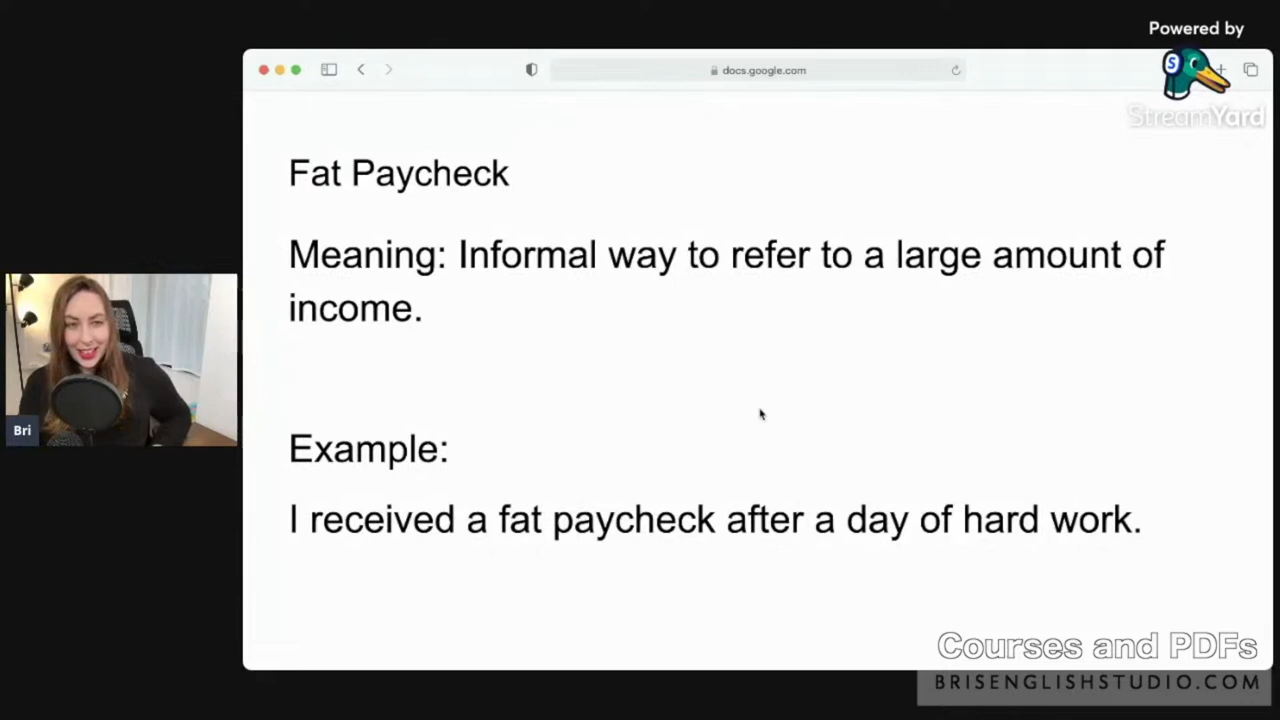 Powered by
docs.google.com
StreamYard
Fat Paycheck
Meaning: Informal way to refer to a large amount of
income.
Bri
Example:
I received a fat paycheck after a day of hard work.
Courses and PDFs
BRISENGLISHSTUDIO.COM